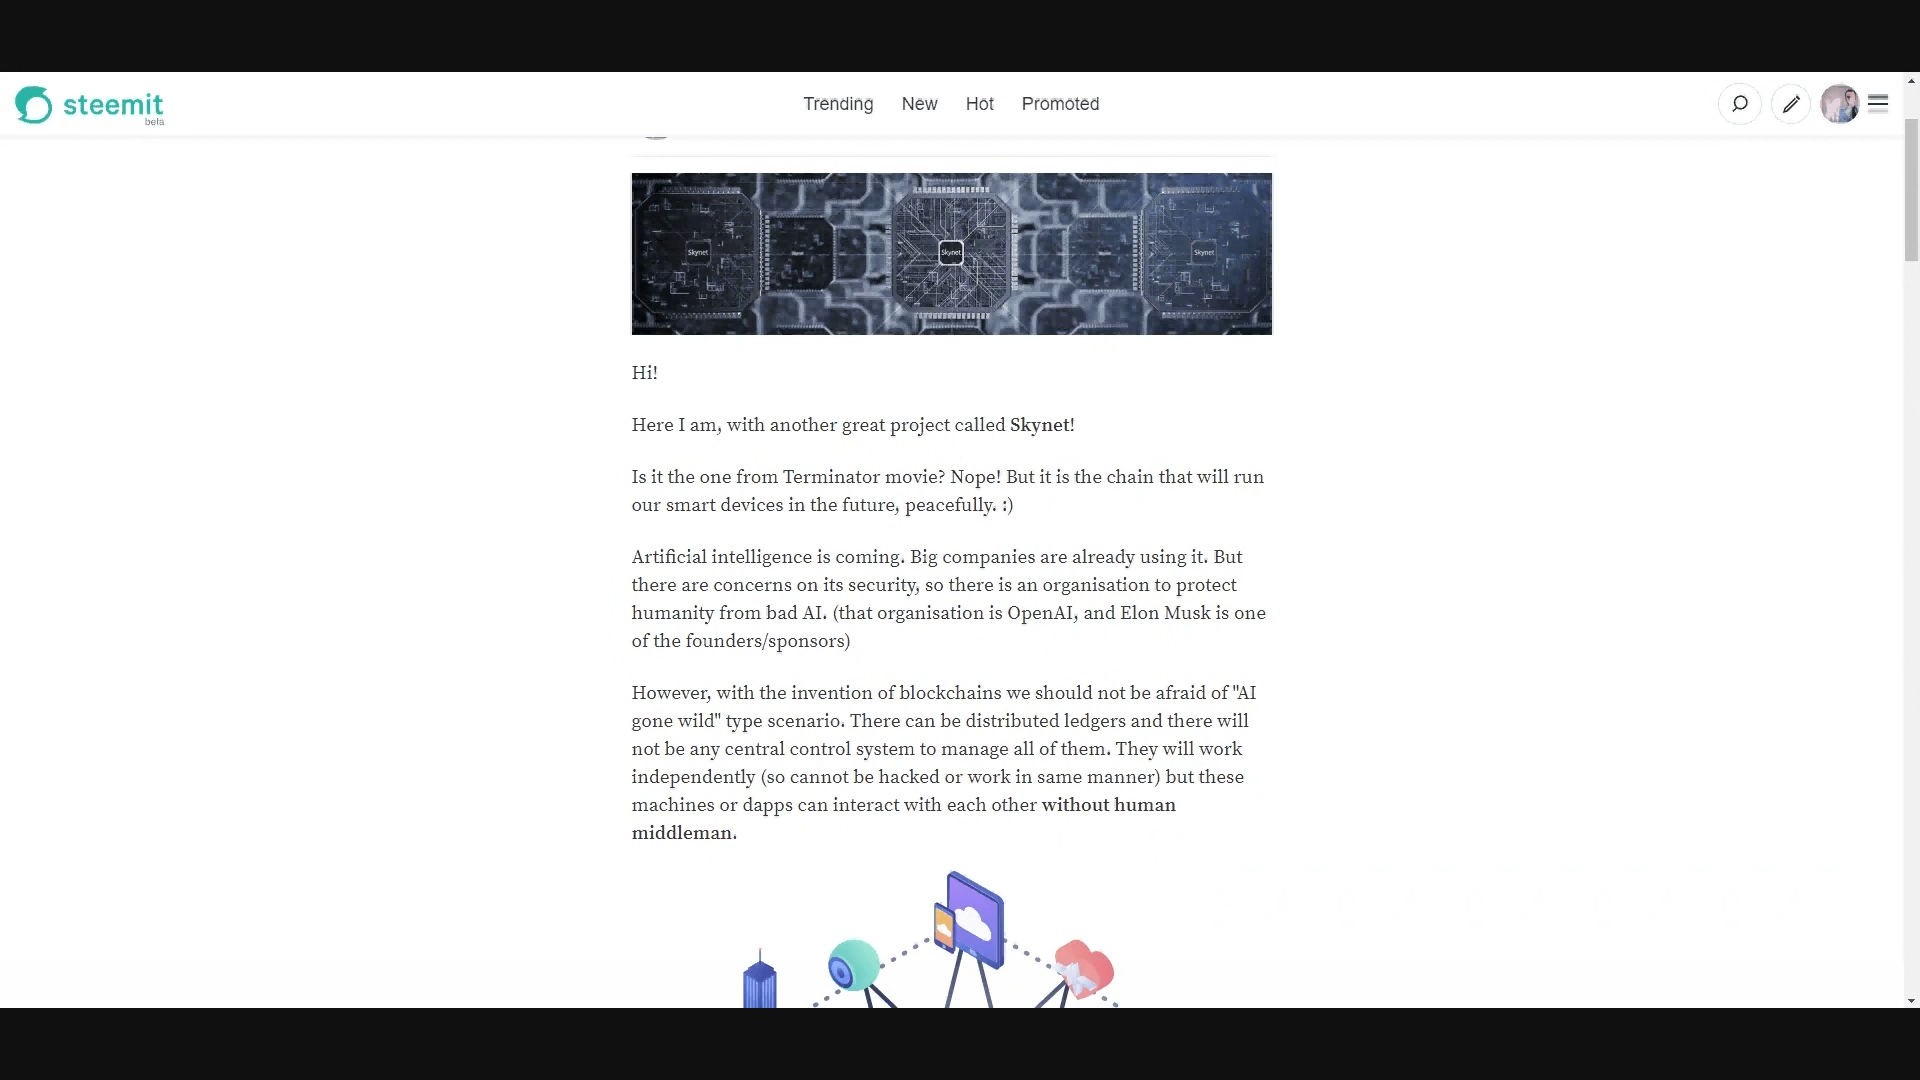 steemit
beta
Trending New Hot Promoted
Skynet Skynet Skynet
Hi!
Here I am, with another great project called Skynet!
Is it the one from Terminator movie? Nope! But it is the chain that will run
our smart devices in the future, peacefully. :)
Artificial intelligence is coming. Big companies are already using it. But
there are concerns on its security, so there is an organisation to protect
humanity from bad AI. (that organisation is OpenAI, and Elon Musk is one
of the founders/sponsors)
However, with the invention of blockchains we should not be afraid of "AI
gone wild" type scenario. There can be distributed ledgers and there will
not be any central control system to manage all of them. They will work
independently (so cannot be hacked or work in same manner) but these
machines or dapps can interact with each other without human
middleman.